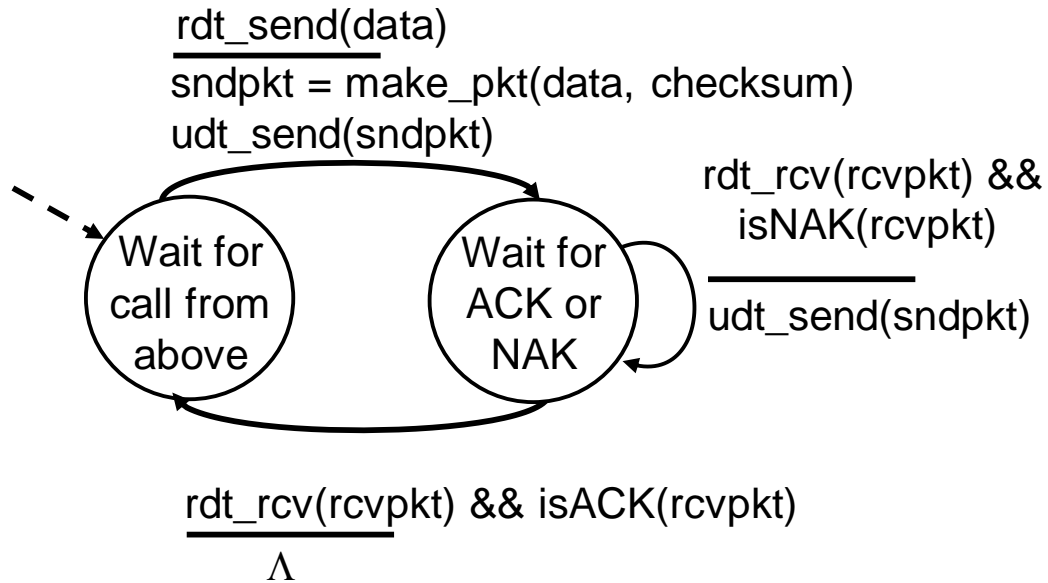 rdt_send(data)
sndpkt = make_pkt(data, checksum)
udt_send(sndpkt)
rdt_rcv(rcvpkt) &&
isNAK(rcvpkt)
udt_send(sndpkt)
Wait for
call from
above
Wait for
ACK or
NAK
rdt_rcv(rcvpkt) && isACK(rcvpkt)
Λ